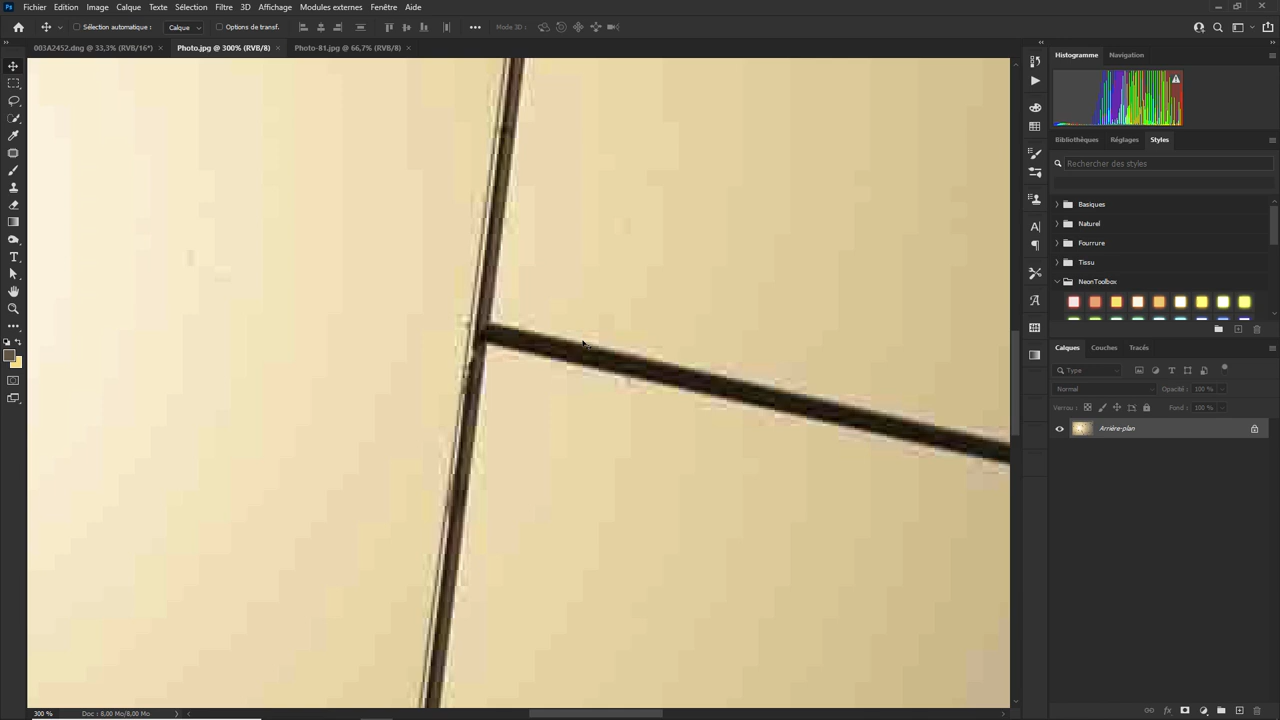 Ps Fichier Edition Image Calque Texte Sélection Filtre 3D Affichage Modules externes Fenêtre Aide
Sélection automatique : Calque Options de transf. Mode 3D :
003A2452.dng @ 33,3% (RVB/16*) × Photo.jpg @ 300% (RVB/8) × Photo-81.jpg @ 66,7% (RVB/8) ×
Histogramme Navigation
Bibliothèques Réglages Styles
Rechercher des styles
Basiques
Naturel
Fourrure
Tissu
NeonToolbox
Calques Couches Tracés
Type
Normal Opacité : 100 %
Verrou : Fond : 100 %
Arrière-plan
300 % Doc : 8,00 Mo/8,00 Mo